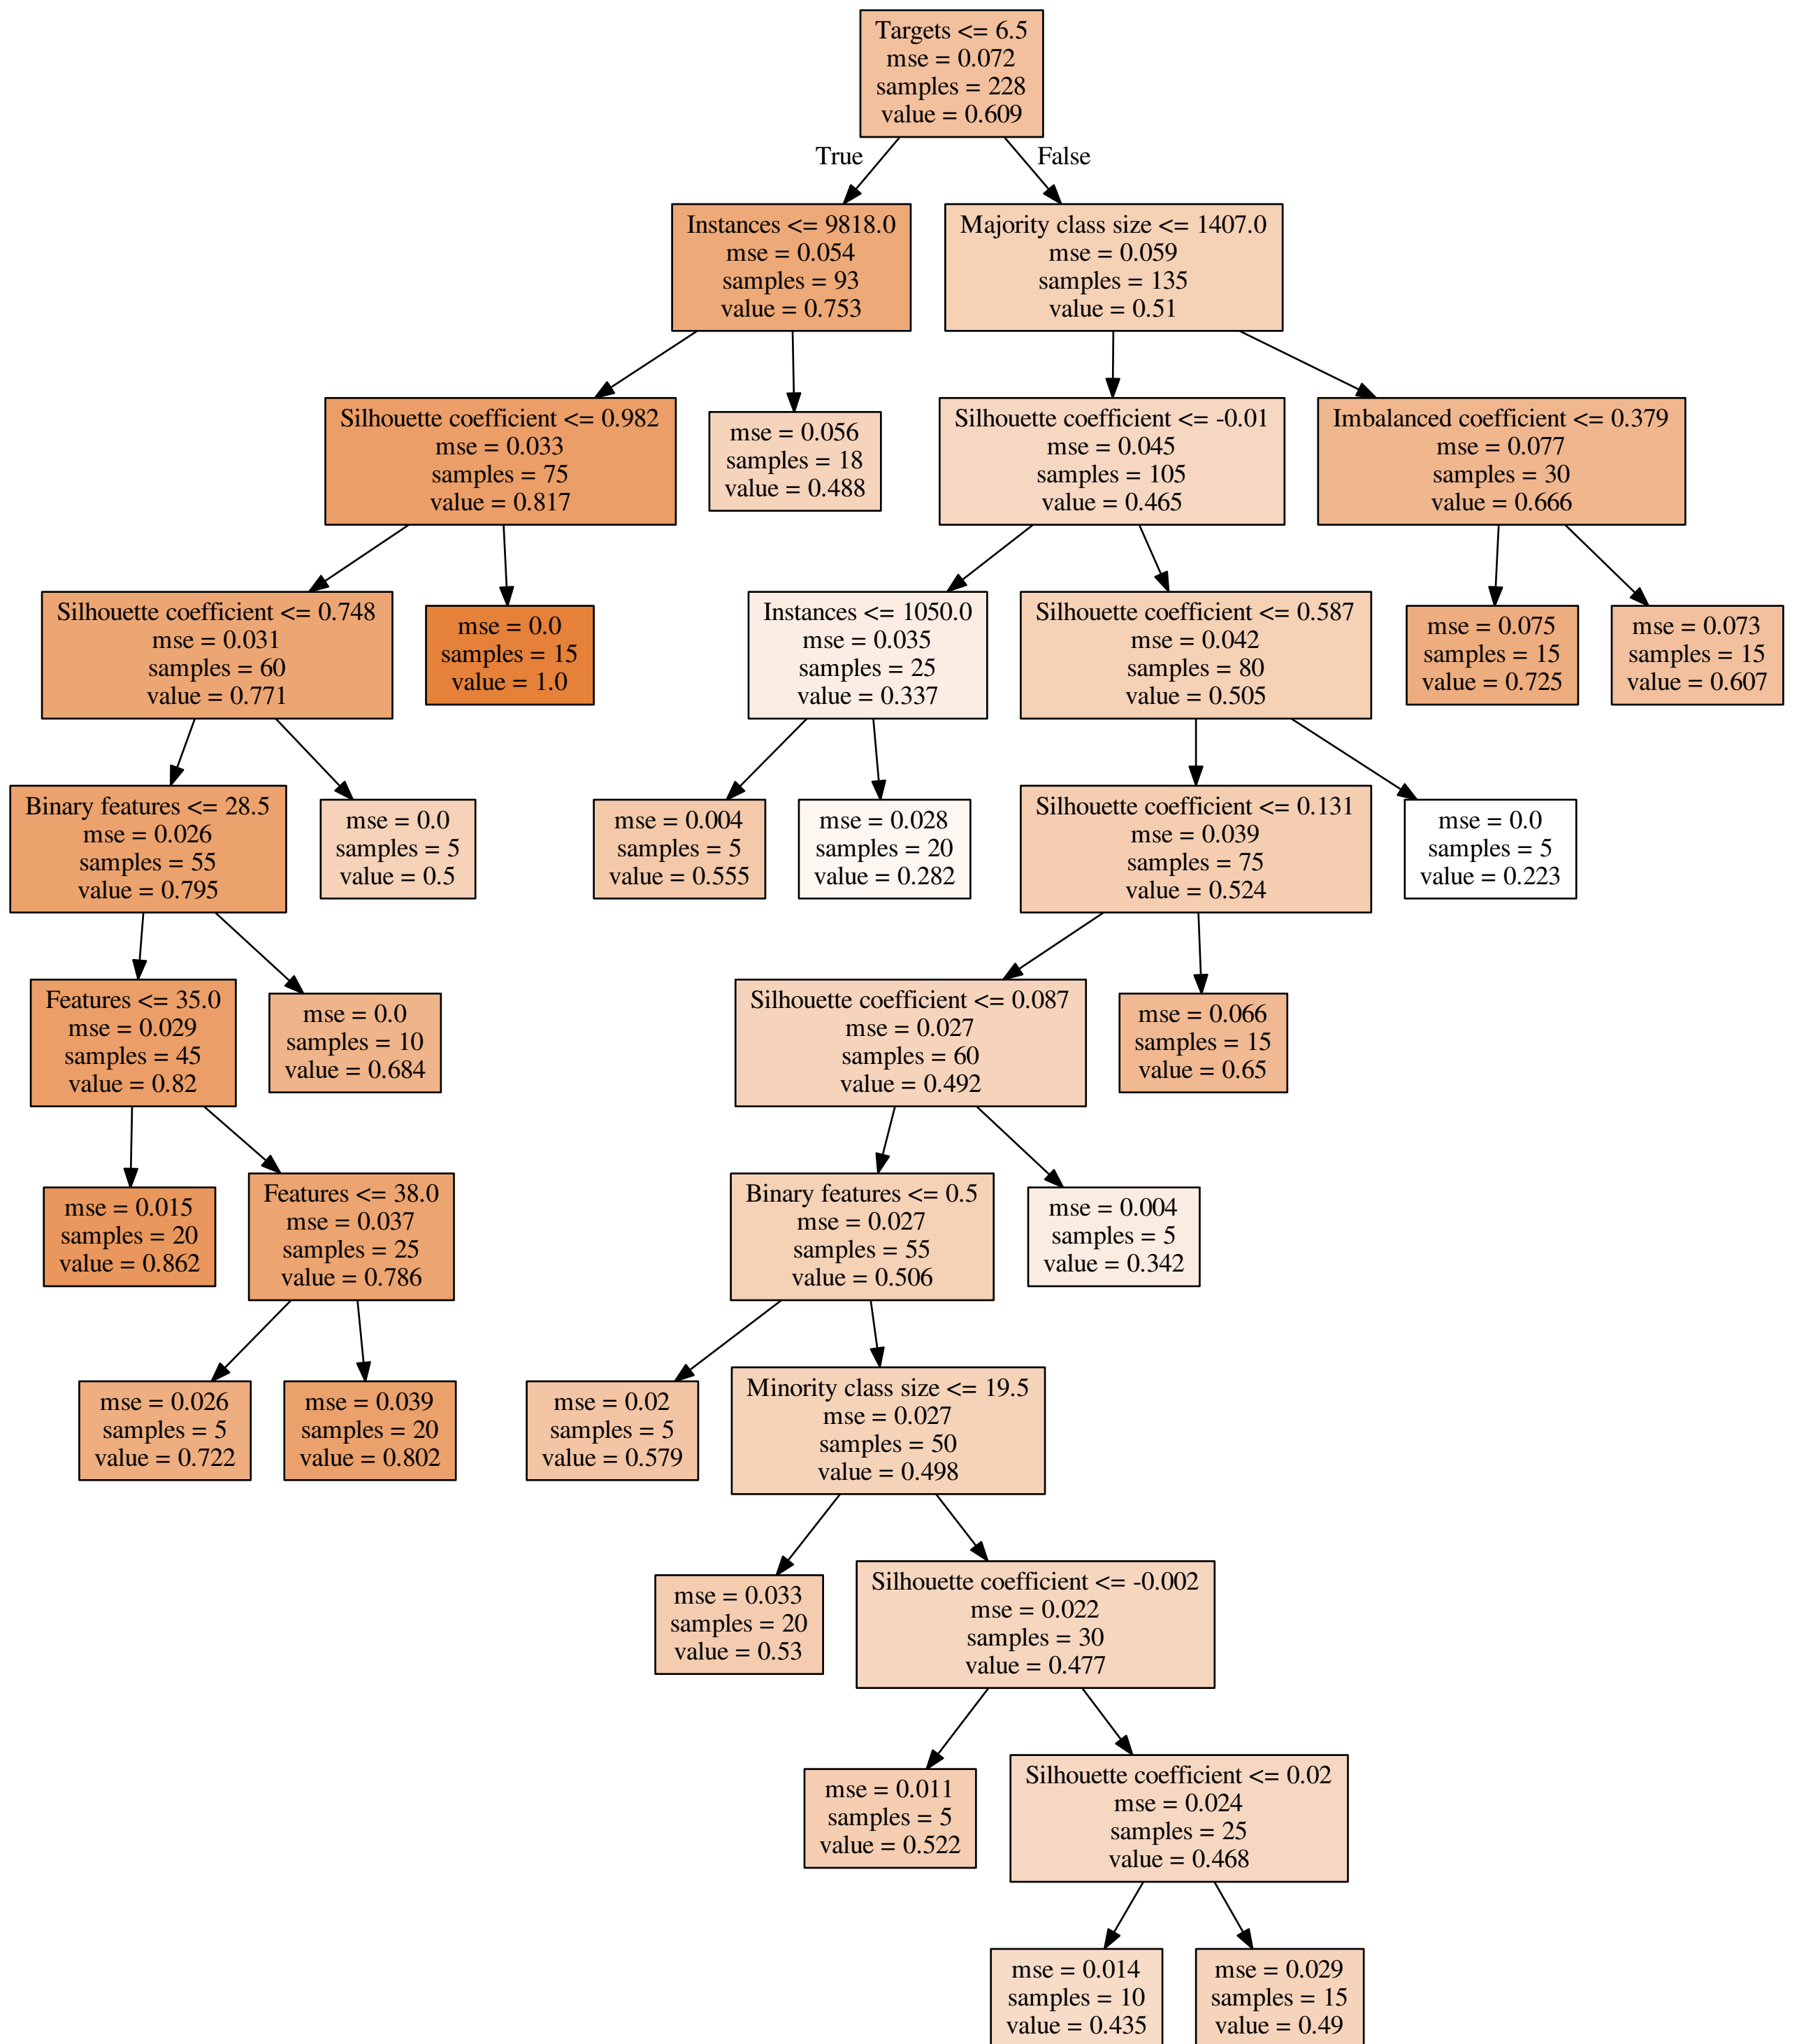 Targets <= 6.5
mse = 0.072
samples = 228
value = 0.609
True
False
Instances <= 9818.0
mse = 0.054
samples = 93
value = 0.753
Majority class size <= 1407.0
mse = 0.059
samples = 135
value = 0.51
Silhouette coefficient <= 0.982
mse = 0.033
samples = 75
value = 0.817
mse = 0.056
samples = 18
value = 0.488
Silhouette coefficient <= -0.01
mse = 0.045
samples = 105
value = 0.465
Imbalanced coefficient <= 0.379
mse = 0.077
samples = 30
value = 0.666
Silhouette coefficient <= 0.748
mse = 0.031
samples = 60
value = 0.771
mse = 0.0
samples = 15
value = 1.0
Instances <= 1050.0
mse = 0.035
samples = 25
value = 0.337
Silhouette coefficient <= 0.587
mse = 0.042
samples = 80
value = 0.505
mse = 0.075
samples = 15
value = 0.725
mse = 0.073
samples = 15
value = 0.607
Binary features <= 28.5
mse = 0.026
samples = 55
value = 0.795
mse = 0.0
samples = 5
value = 0.5
mse = 0.004
samples = 5
value = 0.555
mse = 0.028
samples = 20
value = 0.282
Silhouette coefficient <= 0.131
mse = 0.039
samples = 75
value = 0.524
mse = 0.0
samples = 5
value = 0.223
Features <= 35.0
mse = 0.029
samples = 45
value = 0.82
mse = 0.0
samples = 10
value = 0.684
Silhouette coefficient <= 0.087
mse = 0.027
samples = 60
value = 0.492
mse = 0.066
samples = 15
value = 0.65
mse = 0.015
samples = 20
value = 0.862
Features <= 38.0
mse = 0.037
samples = 25
value = 0.786
Binary features <= 0.5
mse = 0.027
samples = 55
value = 0.506
mse = 0.004
samples = 5
value = 0.342
mse = 0.026
samples = 5
value = 0.722
mse = 0.039
samples = 20
value = 0.802
mse = 0.02
samples = 5
value = 0.579
Minority class size <= 19.5
mse = 0.027
samples = 50
value = 0.498
mse = 0.033
samples = 20
value = 0.53
Silhouette coefficient <= -0.002
mse = 0.022
samples = 30
value = 0.477
mse = 0.011
samples = 5
value = 0.522
Silhouette coefficient <= 0.02
mse = 0.024
samples = 25
value = 0.468
mse = 0.014
samples = 10
value = 0.435
mse = 0.029
samples = 15
value = 0.49